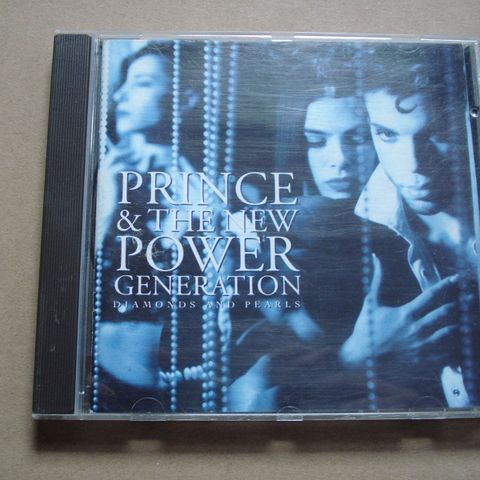 PRINCE
& THE NEW
POWER
GENERATION
DIAMONDS AND PEARLS